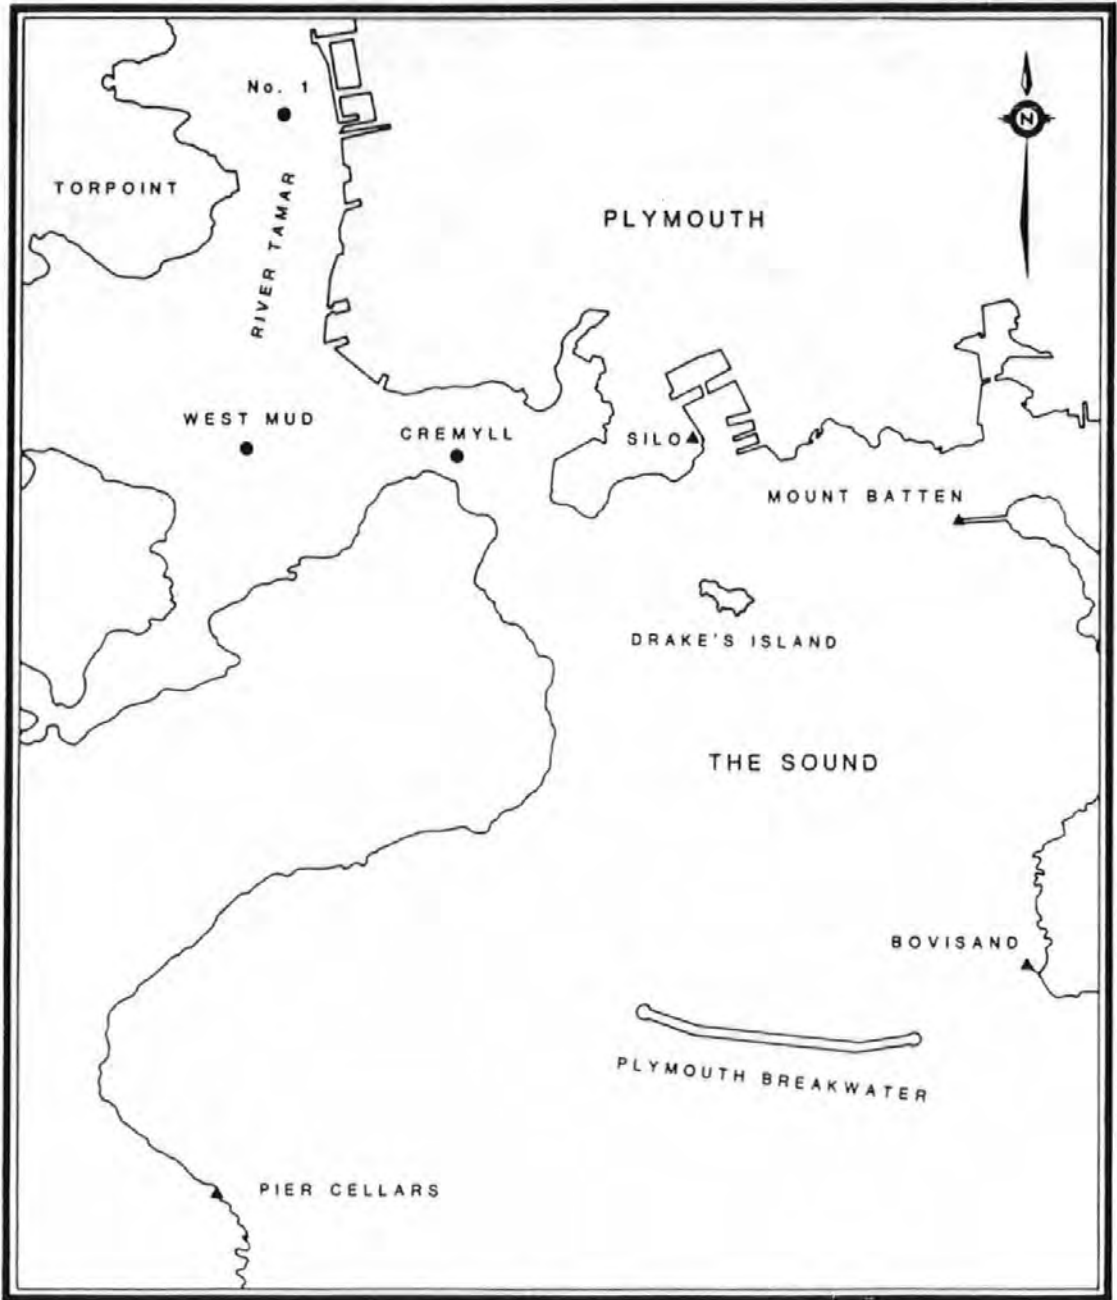 No. 1
N
TORPOINT
RIVER TAMAR
PLYMOUTH
WEST MUD
CREMYLL
SILO
MOUNT BATTEN
DRAKE'S ISLAND
THE SOUND
BOVISAND
PLYMOUTH BREAKWATER
PIER CELLARS